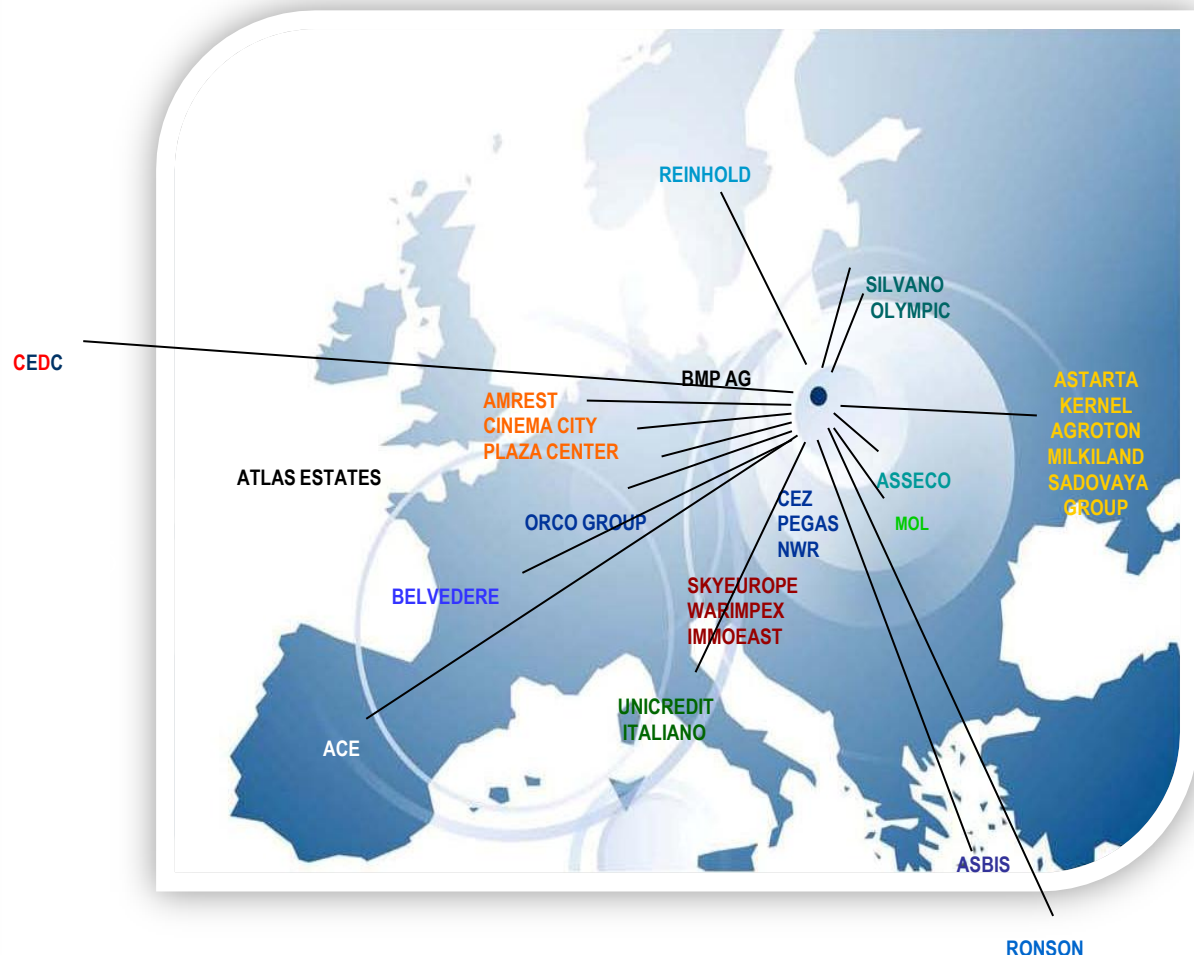 REINHOLD
SILVANO
OLYMPIC
CEDC
BMP AG
AMREST
CINEMA CITY
PLAZA CENTER
ASTARTA
KERNEL
AGROTON
MILKILAND
SADOVAYA
GROUP
ATLAS ESTATES
ASSECO
CEZ
PEGAS
NWR
ORCO GROUP
MOL
BELVEDERE
SKYEUROPE
WARIMPEX
IMMOEAST
UNICREDIT
ITALIANO
ACE
ASBIS
RONSON